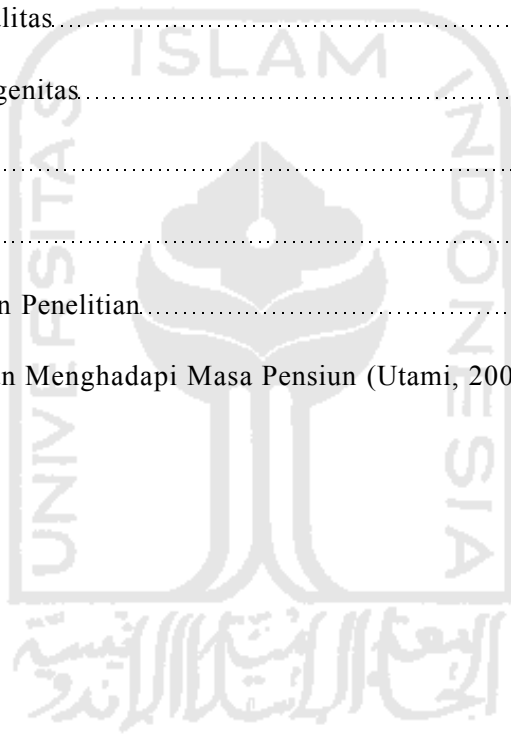 litas
genitas
n Penelitian
n Menghadapi Masa Pensiun (Utami, 200
ISLAM
UNIVERSITAS
INDONESIA